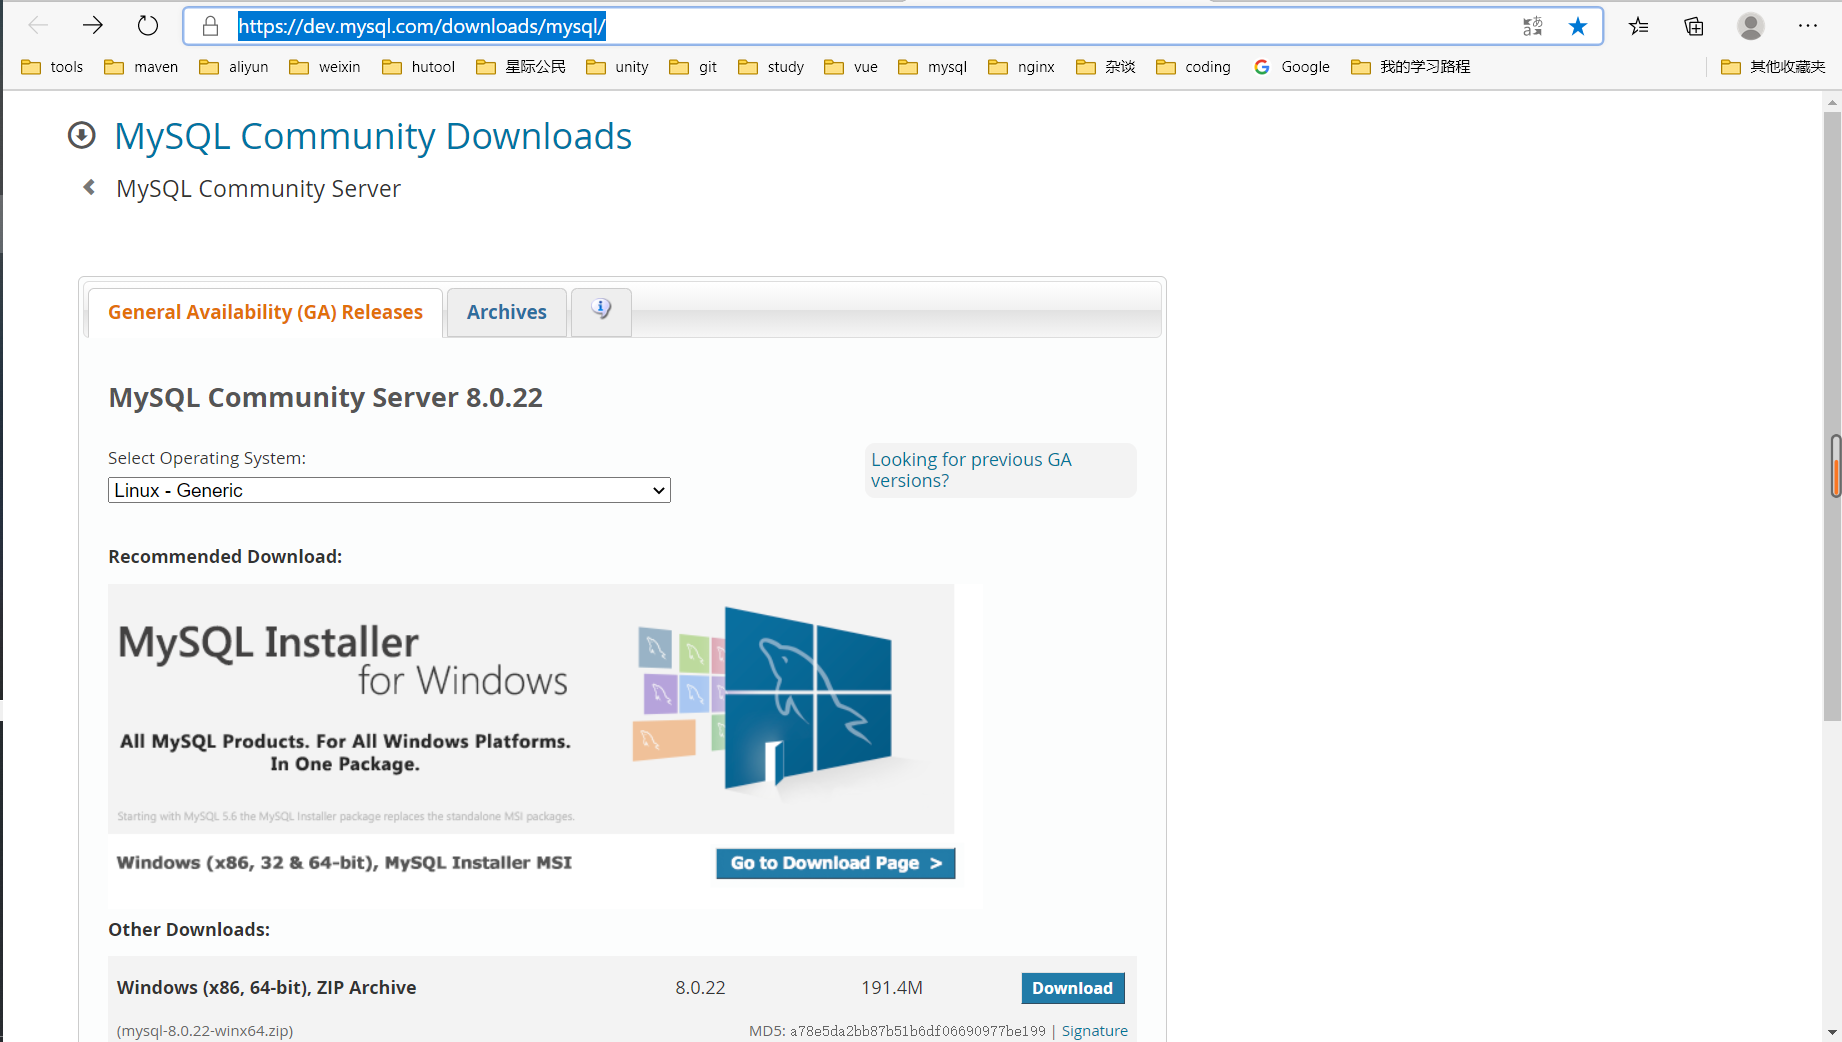 https://dev.mysql.com/downloads/mysql/
tools maven aliyun weixin hutool 星际公民 unity git study vue mysql nginx 杂谈 coding Google 我的学习路程 其他收藏夹
MySQL Community Downloads
MySQL Community Server
General Availability (GA) Releases Archives
MySQL Community Server 8.0.22
Select Operating System:
Linux - Generic
Looking for previous GA
versions?
Recommended Download:
MySQL Installer
for Windows
All MySQL Products. For All Windows Platforms.
In One Package.
Starting with MySQL 5.6 the MySQL Installer package replaces the standalone MSI packages.
Windows (x86, 32 & 64-bit), MySQL Installer MSI Go to Download Page >
Other Downloads:
Windows (x86, 64-bit), ZIP Archive 8.0.22 191.4M Download
(mysql-8.0.22-winx64.zip) MD5: a78e5da2bb87b51b6df06690977be199 | Signature